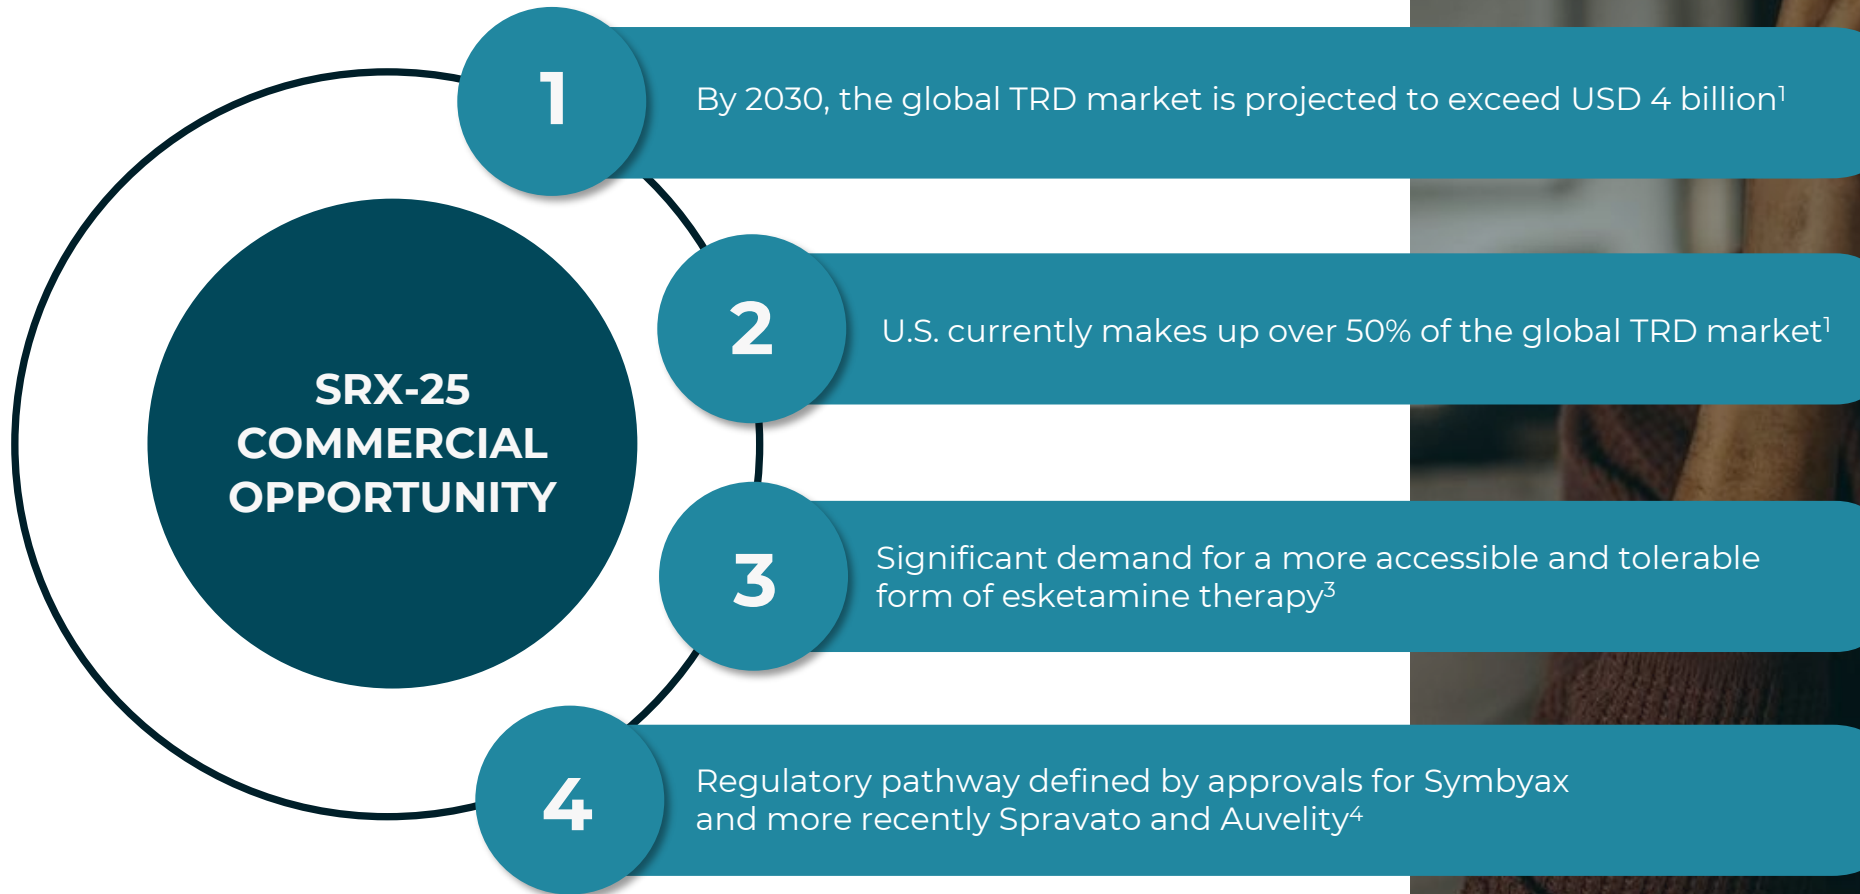 SRX-25
COMMERCIAL
OPPORTUNITY
1
By 2030, the global TRD market is projected to exceed USD 4 billion¹
2
U.S. currently makes up over 50% of the global TRD market¹
3
Significant demand for a more accessible and tolerable
form of esketamine therapy³
4
Regulatory pathway defined by approvals for Symbyax
and more recently Spravato and Auvelity⁴